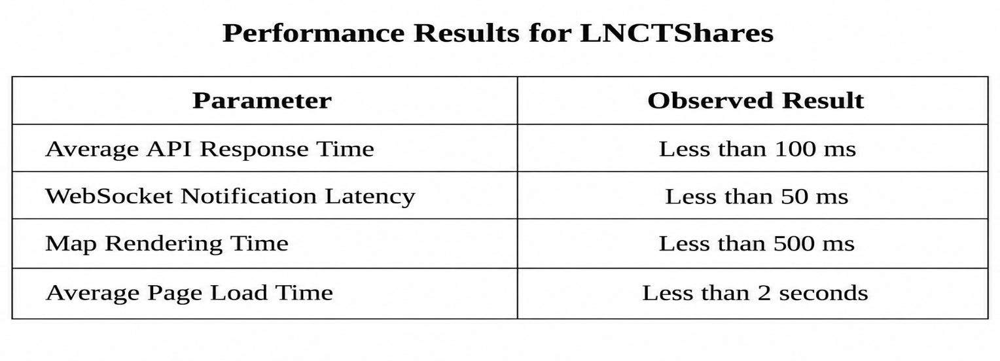 Performance Results for LNCTShares
Parameter Observed Result
Average API Response Time Less than 100 ms
WebSocket Notification Latency Less than 50 ms
Map Rendering Time Less than 500 ms
Average Page Load Time Less than 2 seconds